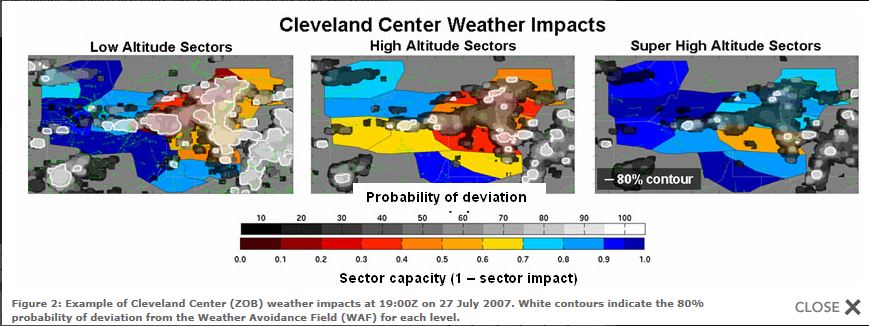 Cleveland Center Weather Impacts
Low Altitude Sectors
High Altitude Sectors
Super High Altitude Sectors
— 80% contour
Probability of deviation
10 20 30 40 50 60 70 80 90 100
0.0 0.1 0.2 0.3 0.4 0.5 0.6 0.7 0.8 0.9 1.0
Sector capacity (1 – sector impact)
Figure 2: Example of Cleveland Center (ZOB) weather impacts at 19:00Z on 27 July 2007. White contours indicate the 80%
probability of deviation from the Weather Avoidance Field (WAF) for each level.
CLOSE X